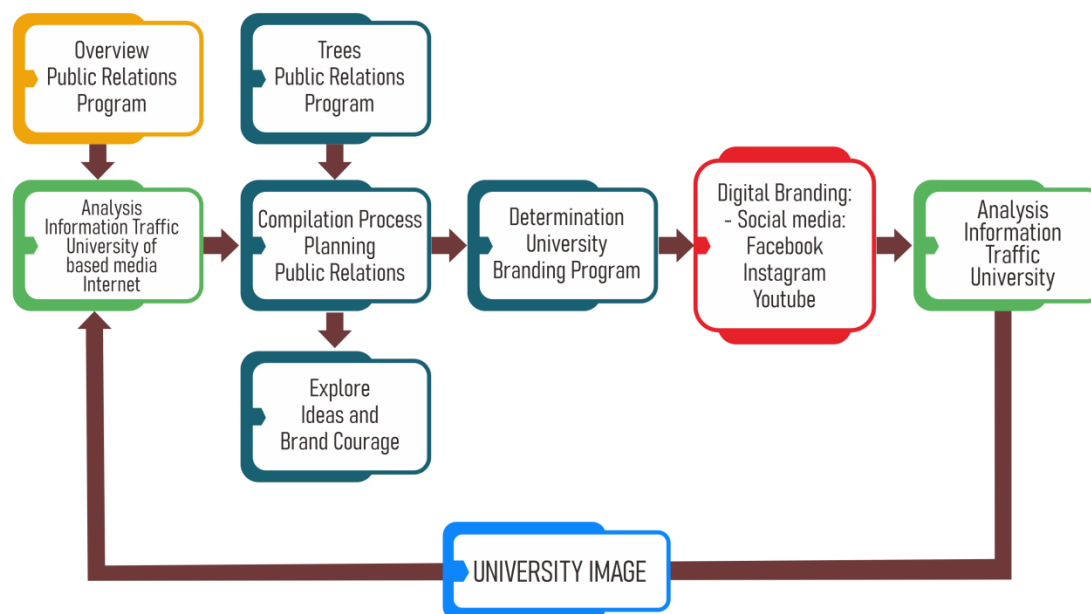 Overview
Public Relations
Program
Trees
Public Relations
Program
Analysis
Information Traffic
University of
based media
Internet
Compilation Process
Planning
Public Relations
Determination
University
Branding Program
Digital Branding:
- Social media:
Facebook
Instagram
Youtube
Analysis
Information
Traffic
University
Explore
Ideas and
Brand Courage
UNIVERSITY IMAGE